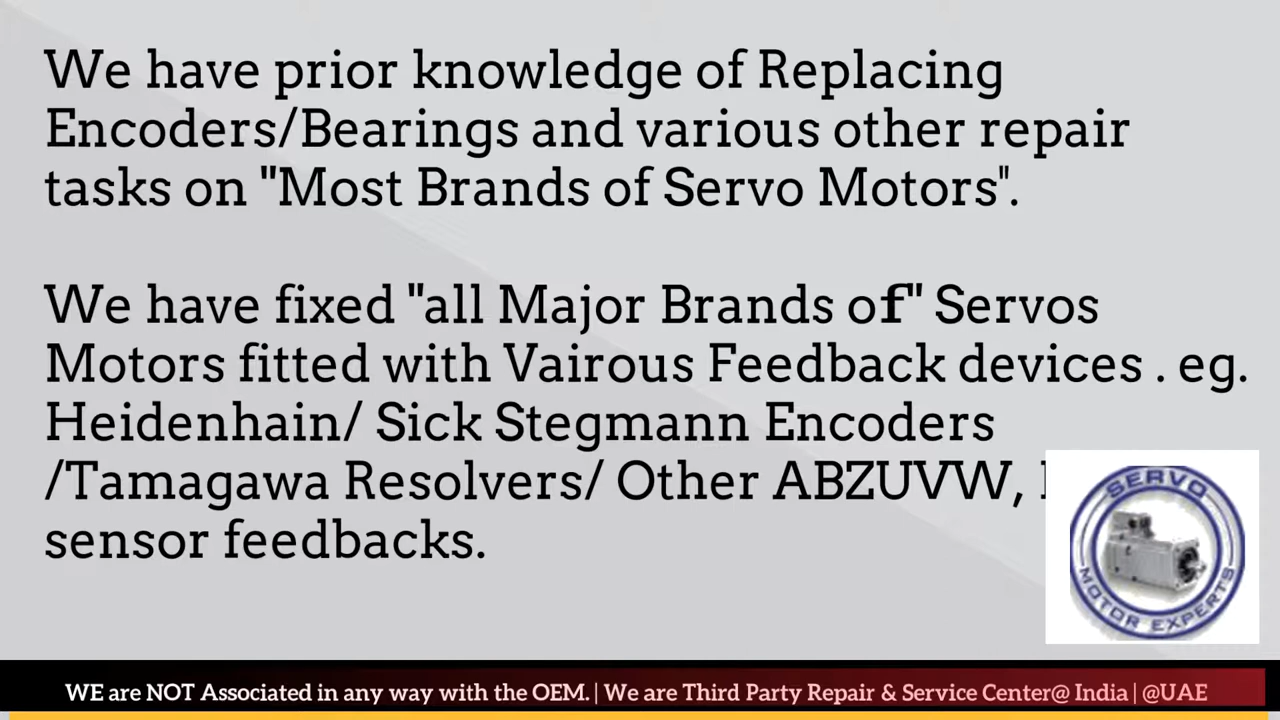 We have prior knowledge of Replacing
Encoders/Bearings and various other repair
tasks on "Most Brands of Servo Motors".
We have fixed "all Major Brands of" Servos
Motors fitted with Vairous Feedback devices . eg.
Heidenhain/ Sick Stegmann Encoders
/Tamagawa Resolvers/ Other ABZUVW,
sensor feedbacks.
SERVO
MOTOR EXPERTS
WE are NOT Associated in any way with the OEM. | We are Third Party Repair & Service Center@ India | @UAE